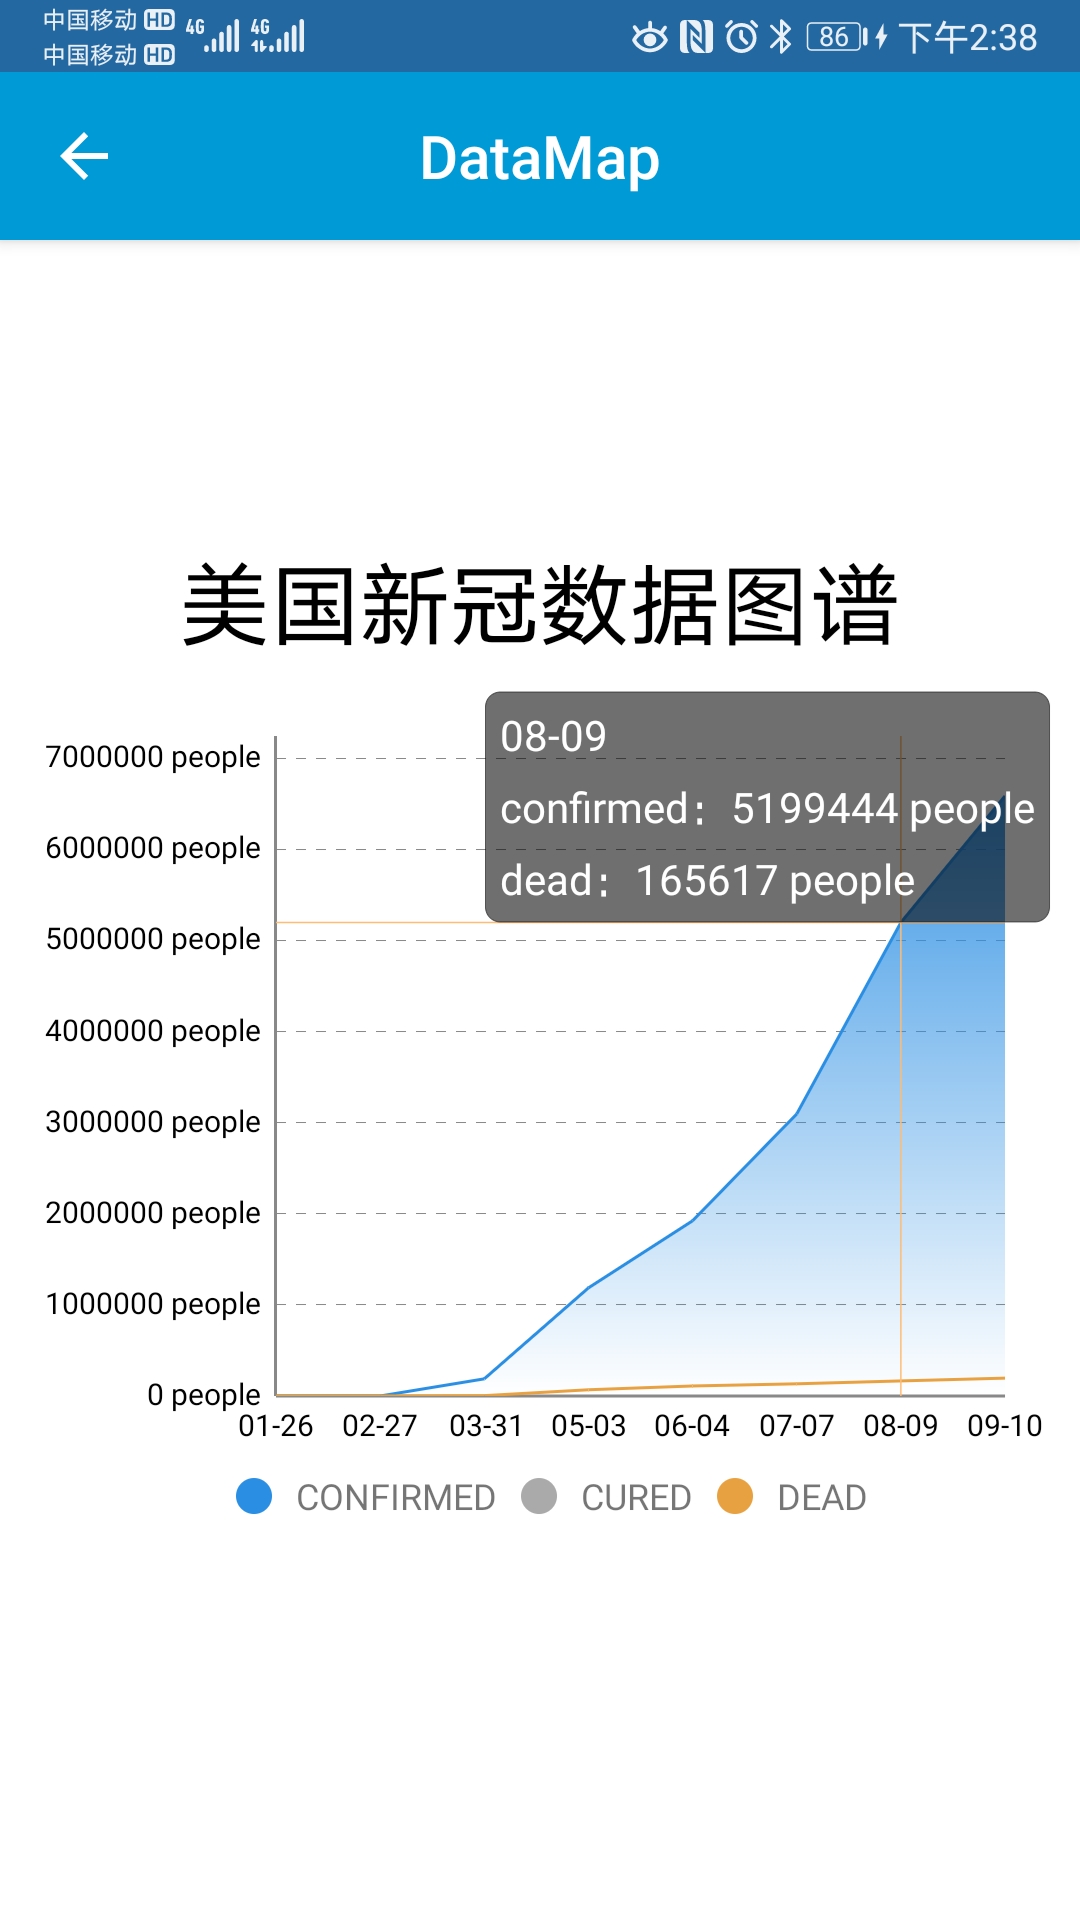 中国移动 HD 4G 4G 86 下午2:38
中国移动 HD
DataMap
美国新冠数据图谱
08-09
confirmed：5199444 people
dead：165617 people
7000000 people
6000000 people
5000000 people
4000000 people
3000000 people
2000000 people
1000000 people
0 people
01-26 02-27 03-31 05-03 06-04 07-07 08-09 09-10
CONFIRMED CURED DEAD